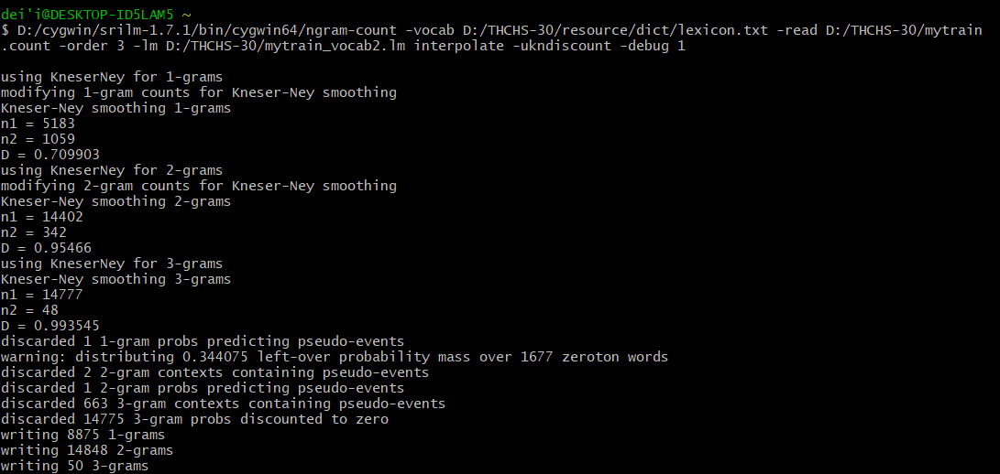 dei'i@DESKTOP-ID5LAM5 ~
$ D:/cygwin/srilm-1.7.1/bin/cygwin64/ngram-count -vocab D:/THCHS-30/resource/dict/lexicon.txt -read D:/THCHS-30/mytrain
.count -order 3 -lm D:/THCHS-30/mytrain_vocab2.lm interpolate -ukndiscount -debug 1
using KneserNey for 1-grams
modifying 1-gram counts for Kneser-Ney smoothing
Kneser-Ney smoothing 1-grams
n1 = 5183
n2 = 1059
D = 0.709903
using KneserNey for 2-grams
modifying 2-gram counts for Kneser-Ney smoothing
Kneser-Ney smoothing 2-grams
n1 = 14402
n2 = 342
D = 0.95466
using KneserNey for 3-grams
Kneser-Ney smoothing 3-grams
n1 = 14777
n2 = 48
D = 0.993545
discarded 1 1-gram probs predicting pseudo-events
warning: distributing 0.344075 left-over probability mass over 1677 zeroton words
discarded 2 2-gram contexts containing pseudo-events
discarded 1 2-gram probs predicting pseudo-events
discarded 663 3-gram contexts containing pseudo-events
discarded 14775 3-gram probs discounted to zero
writing 8875 1-grams
writing 14848 2-grams
writing 50 3-grams